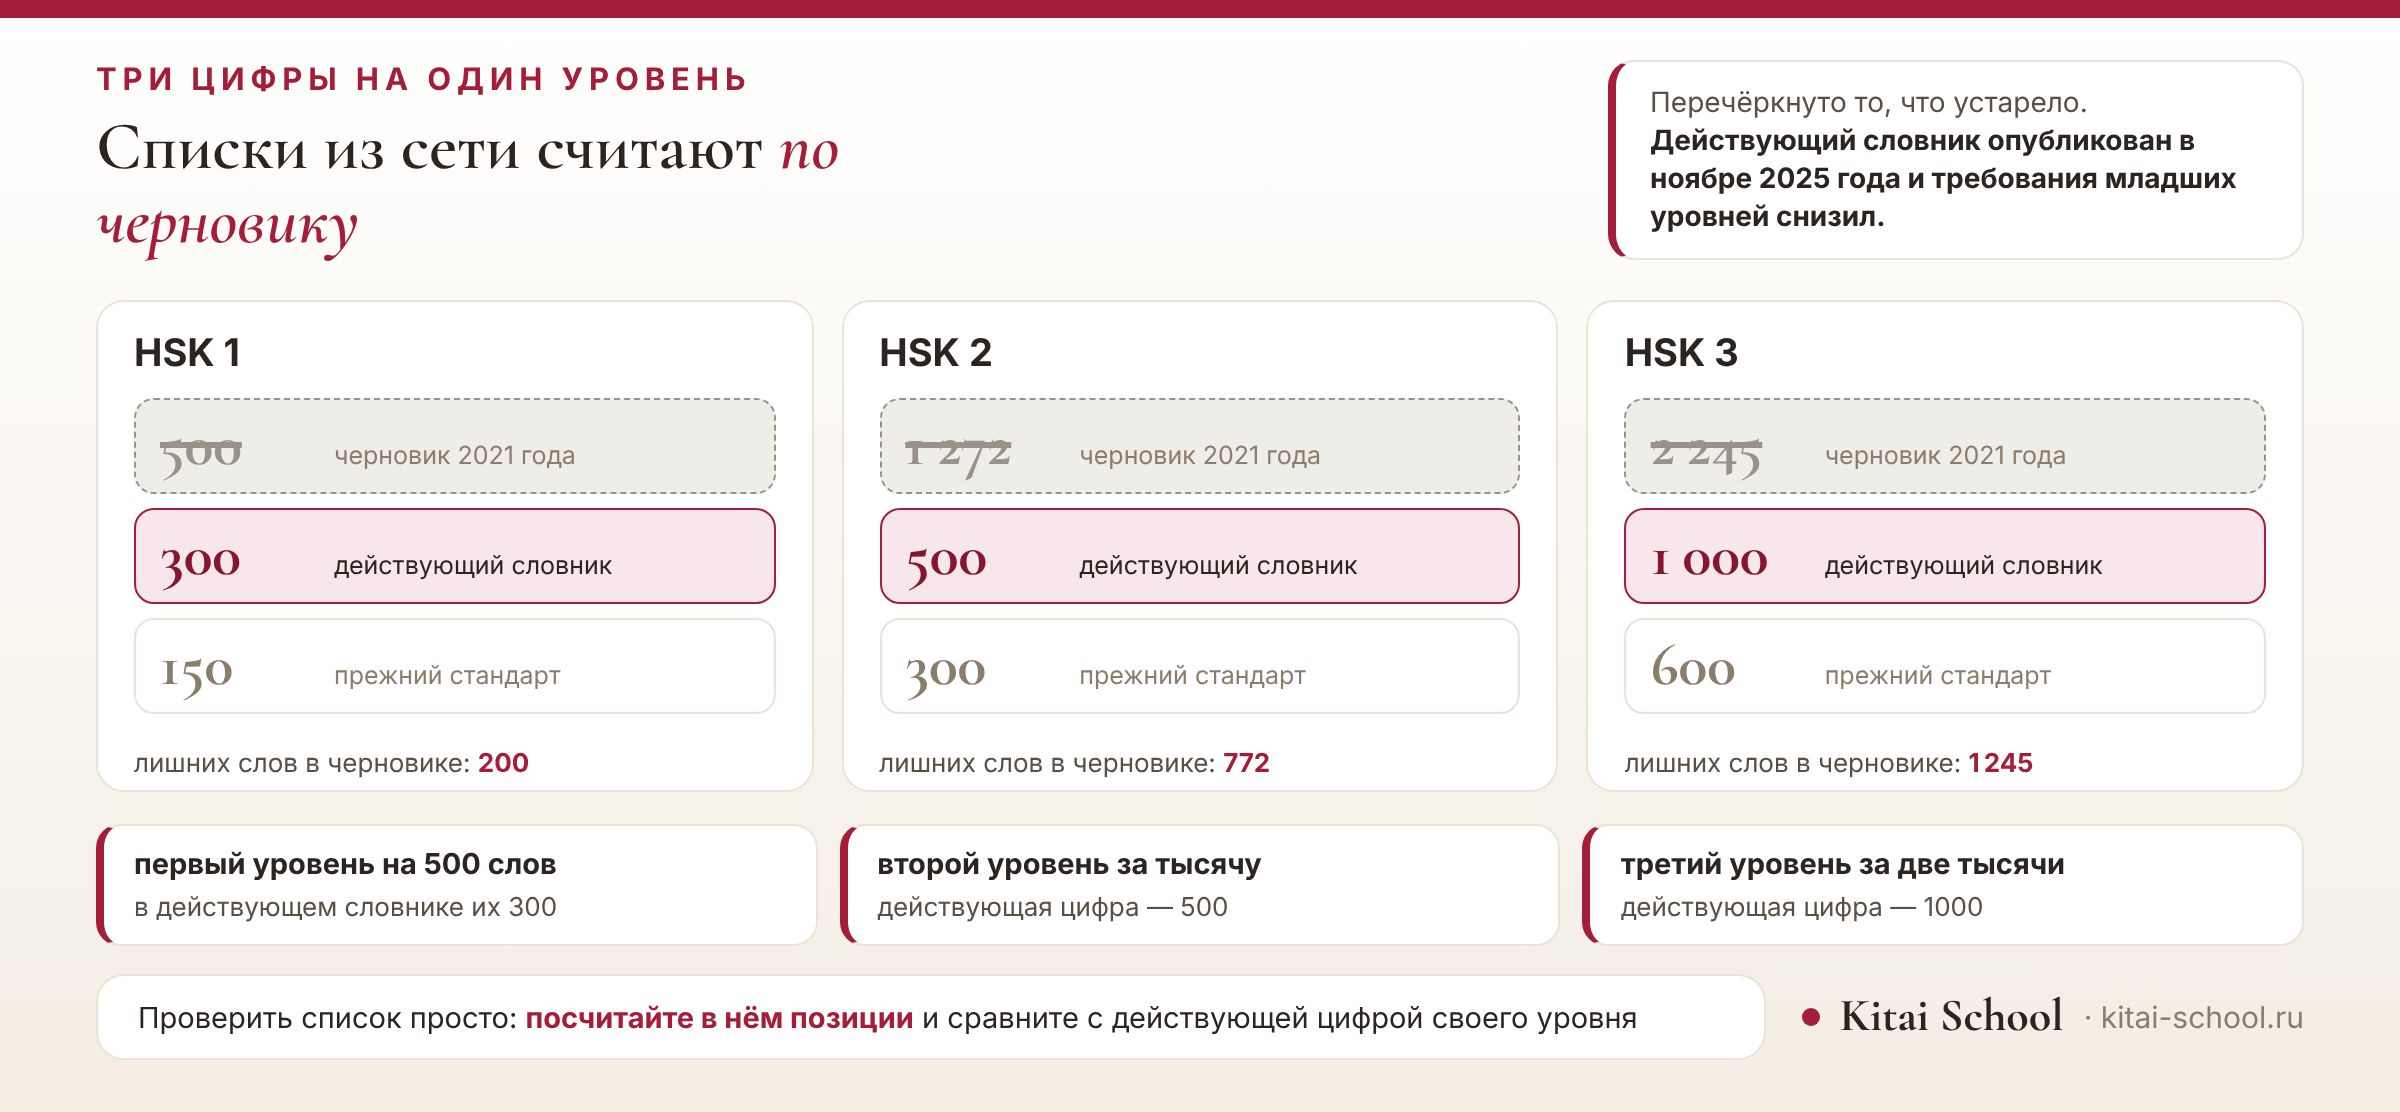 ТРИ ЦИФРЫ НА ОДИН УРОВЕНЬ
Списки из сети считают по
черновику
Перечёркнуто то, что устарело.
Действующий словник опубликован в
ноябре 2025 года и требования младших
уровней снизил.
HSK 1
500 черновик 2021 года
300 действующий словник
150 прежний стандарт
лишних слов в черновике: 200
HSK 2
1 272 черновик 2021 года
500 действующий словник
300 прежний стандарт
лишних слов в черновике: 772
HSK 3
2 245 черновик 2021 года
1 000 действующий словник
600 прежний стандарт
лишних слов в черновике: 1 245
первый уровень на 500 слов
в действующем словнике их 300
второй уровень за тысячу
действующая цифра — 500
третий уровень за две тысячи
действующая цифра — 1000
Проверить список просто: посчитайте в нём позиции и сравните с действующей цифрой своего уровня
Kitai School · kitai-school.ru